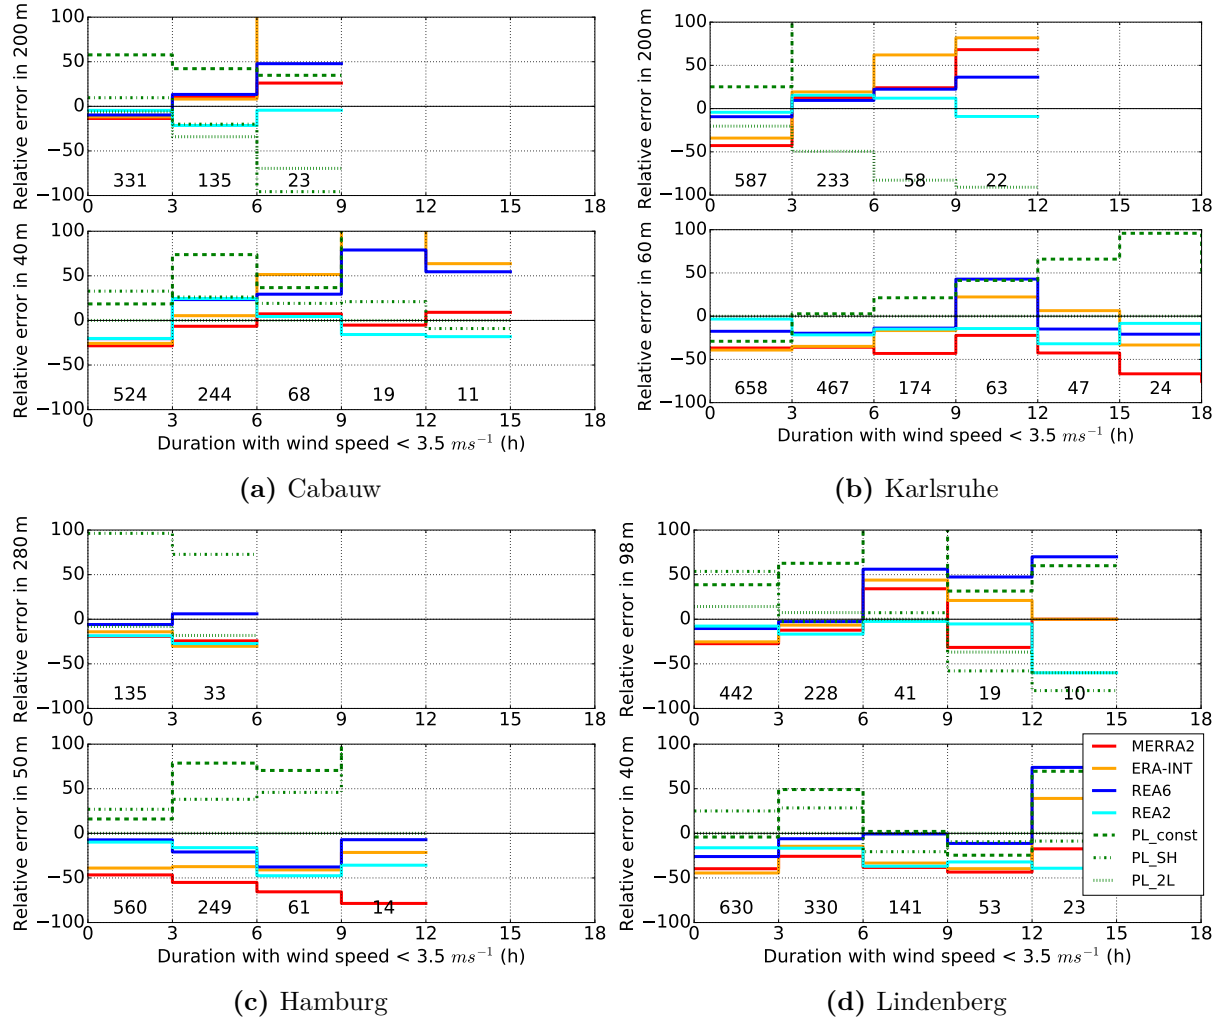 Relative error in 200 m
100
50
0
−50
−100
331 135 23
0 3 6 9 12 15 18
Relative error in 40 m
100
50
0
−50
−100
524 244 68 19 11
0 3 6 9 12 15 18
Duration with wind speed < 3.5 ms⁻¹ (h)
(a) Cabauw
Relative error in 200 m
100
50
0
−50
−100
587 233 58 22
0 3 6 9 12 15 18
Relative error in 60 m
100
50
0
−50
−100
658 467 174 63 47 24
0 3 6 9 12 15 18
Duration with wind speed < 3.5 ms⁻¹ (h)
(b) Karlsruhe
Relative error in 280 m
100
50
0
−50
−100
135 33
0 3 6 9 12 15 18
Relative error in 50 m
100
50
0
−50
−100
560 249 61 14
0 3 6 9 12 15 18
Duration with wind speed < 3.5 ms⁻¹ (h)
(c) Hamburg
Relative error in 98 m
100
50
0
−50
−100
442 228 41 19 10
0 3 6 9 12 15 18
Relative error in 40 m
100
50
0
−50
−100
630 330 141 53 23
0 3 6 9 12 15 18
MERRA2
ERA-INT
REA6
REA2
PL_const
PL_SH
PL_2L
Duration with wind speed < 3.5 ms⁻¹ (h)
(d) Lindenberg